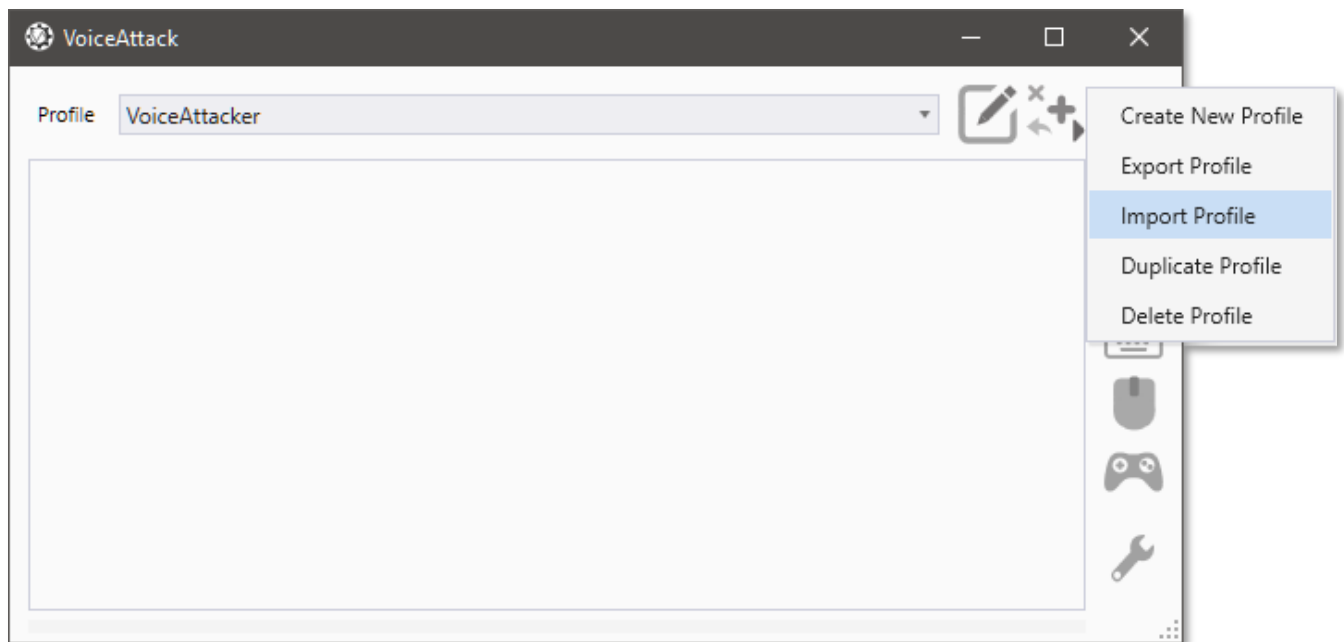 VoiceAttack
Profile
VoiceAttacker
Create New Profile
Export Profile
Import Profile
Duplicate Profile
Delete Profile